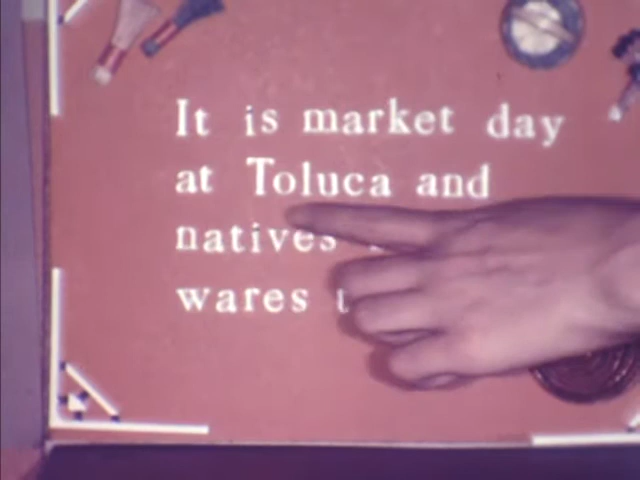 It is market day
at Toluca and
natives
wares